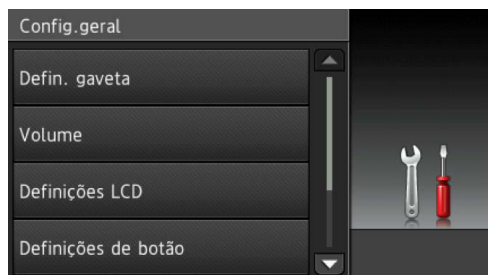 Config.geral
Defin. gaveta
Volume
Definições LCD
Definições de botão